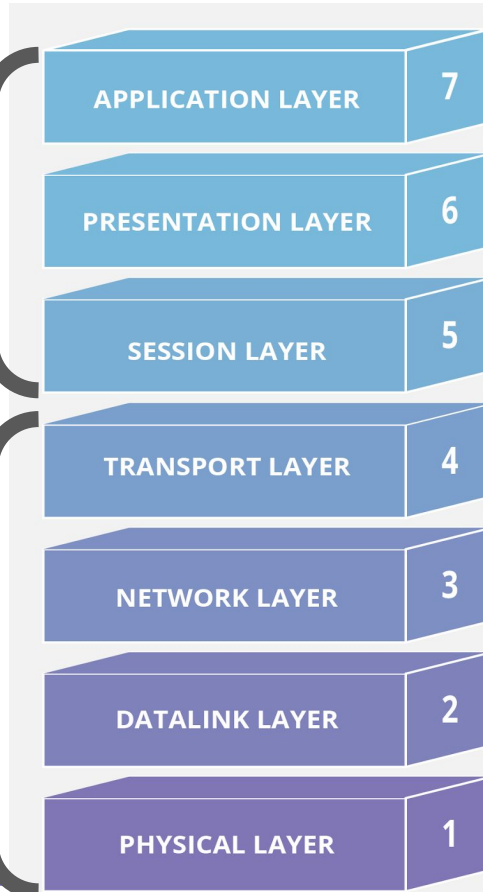 APPLICATION LAYER 7
PRESENTATION LAYER 6
SESSION LAYER 5
TRANSPORT LAYER 4
NETWORK LAYER 3
DATALINK LAYER 2
PHYSICAL LAYER 1